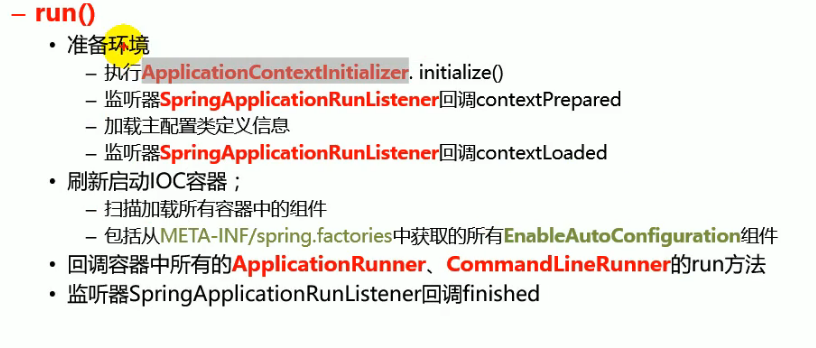 – run()
• 准备环境
– 执行ApplicationContextInitializer. initialize()
– 监听器SpringApplicationRunListener回调contextPrepared
– 加载主配置类定义信息
– 监听器SpringApplicationRunListener回调contextLoaded
• 刷新启动IOC容器；
– 扫描加载所有容器中的组件
– 包括从META-INF/spring.factories中获取的所有EnableAutoConfiguration组件
• 回调容器中所有的ApplicationRunner、CommandLineRunner的run方法
• 监听器SpringApplicationRunListener回调finished